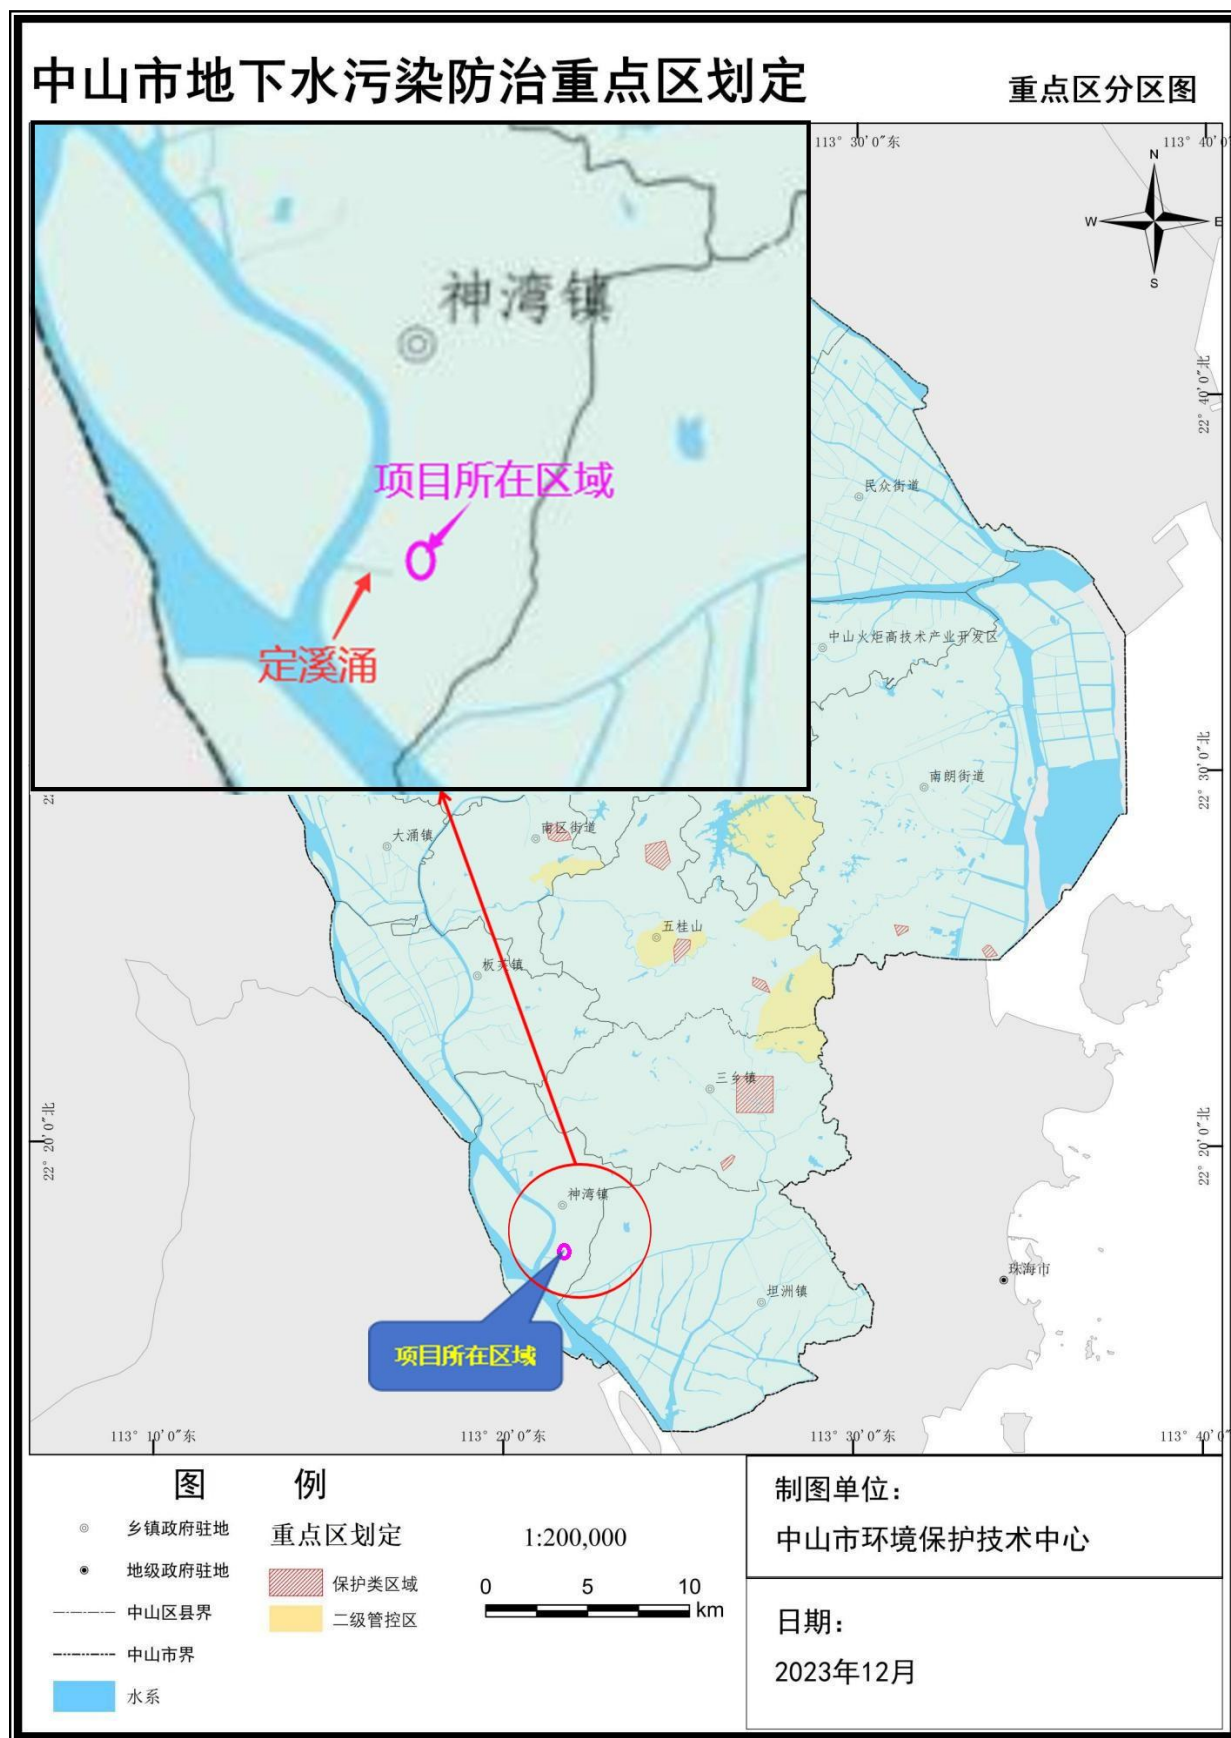 中山市地下水污染防治重点区划定
重点区分区图
113° 30′0″东
113° 40′0″
N
W
E
S
神湾镇
项目所在区域
定溪涌
22° 40′0″北
民众街道
中山火炬高技术产业开发区
22° 30′0″北
南朗街道
22
大涌镇
南区街道
五桂山
板芙镇
三乡镇
22° 20′0″北
22° 20′0″北
神湾镇
珠海市
坦洲镇
项目所在区域
113° 10′0″东
113° 20′0″东
113° 30′0″东
113° 40′0″
图 例
乡镇政府驻地
地级政府驻地
中山区县界
中山市界
水系
重点区划定
保护类区域
二级管控区
1:200,000
0 5 10
km
制图单位：
中山市环境保护技术中心
日期：
2023年12月